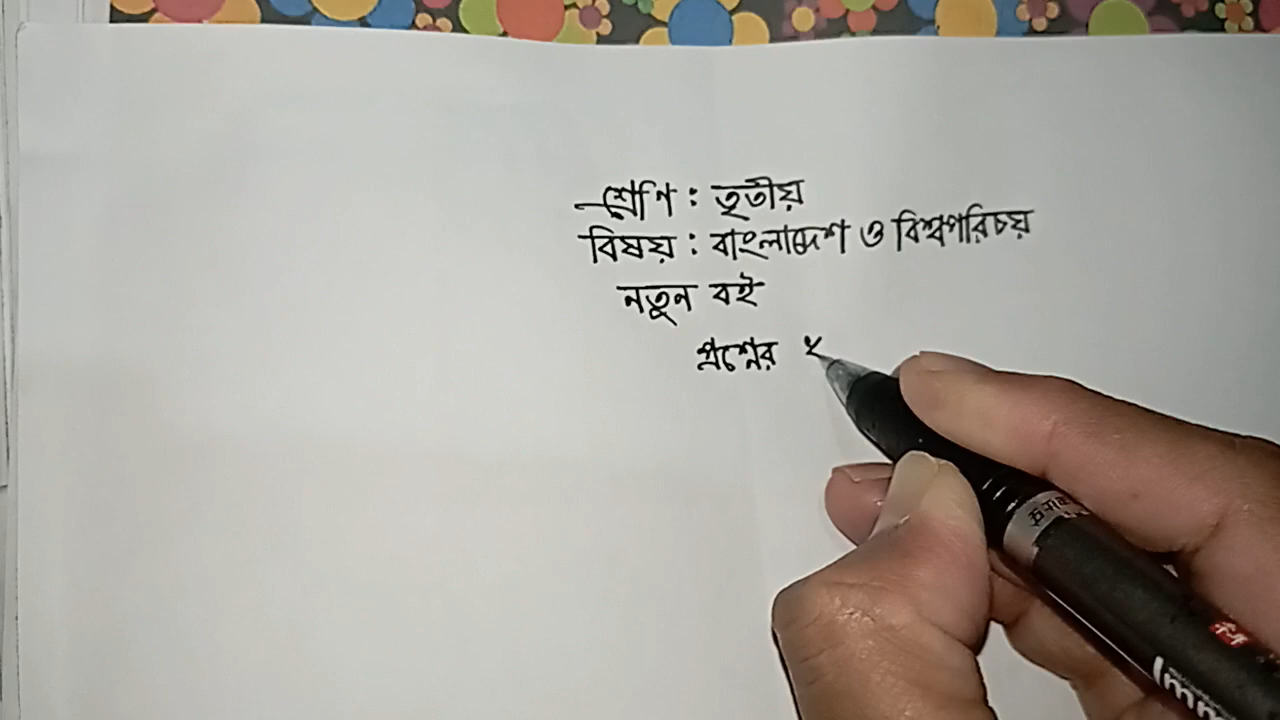 শ্রেণি : তৃতীয়
বিষয় : বাংলাদেশ ও বিশ্বপরিচয়
নতুন বই
প্রশ্নের